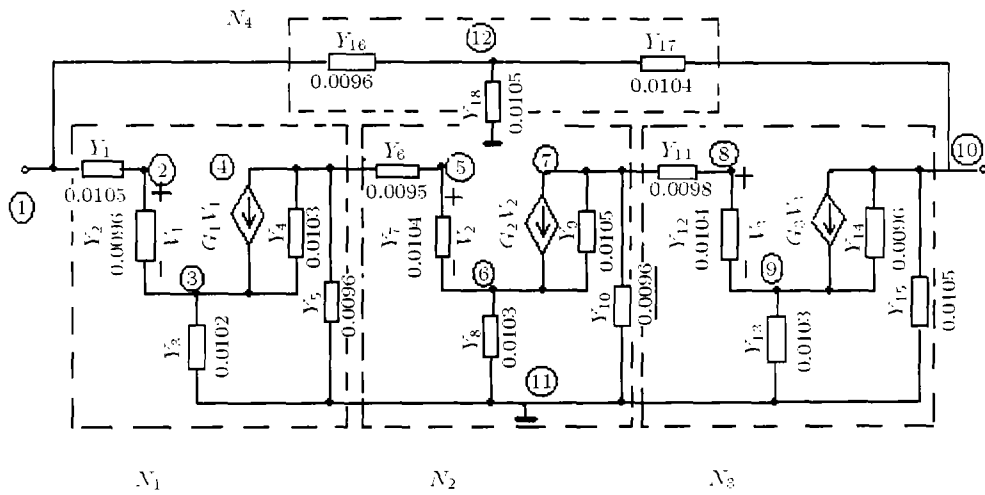 N₄
Y₁₆
12
Y₁₇
0.0096
Y₁₈
0.0105
0.0104
1
Y₁
0.0105
2
+
Y₂
0.0096
V₁
−
3
Y₃
0.0102
4
G₁V₁
Y₄
0.0103
Y₅
0.0096
Y₆
0.0095
5
+
Y₇
0.0104
V₂
−
6
Y₈
0.0103
7
G₂V₂
Y₉
0.0105
Y₁₀
0.0096
11
Y₁₁
0.0098
8
+
Y₁₂
0.0104
V₃
−
9
Y₁₃
0.0103
G₃V₃
Y₁₄
0.0096
Y₁₅
0.0105
10
N₁
N₂
N₃